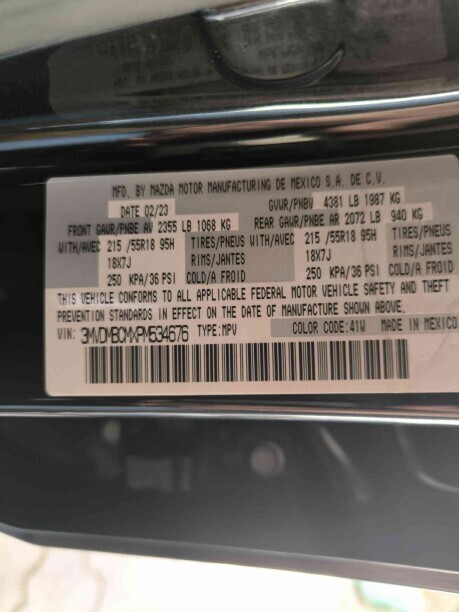 MFD. BY MAZDA MOTOR MANUFACTURING DE MEXICO S.A. DE C.V.
DATE 02/23 GVWR/PNBV 4381 LB 1987 KG
FRONT GAWR/PNBE AV 2355 LB 1068 KG REAR GAWR/PNBE AR 2072 LB 940 KG
WITH/AVEC 215 /55R18 95H TIRES/PNEUS WITH/AVEC 215 /55R18 95H TIRES/PNEUS
18X7J RIMS/JANTES 18X7J RIMS/JANTES
250 KPA/36 PSI COLD/A FROID 250 KPA/36 PSI COLD/A FROID
THIS VEHICLE CONFORMS TO ALL APPLICABLE FEDERAL MOTOR VEHICLE SAFETY AND THEFT
PREVENTION STANDARDS IN EFFECT ON THE DATE OF MANUFACTURE SHOWN ABOVE.
VIN: 3MVDMBCMXPM534676 TYPE:MPV COLOR CODE:41W MADE IN MEXICO